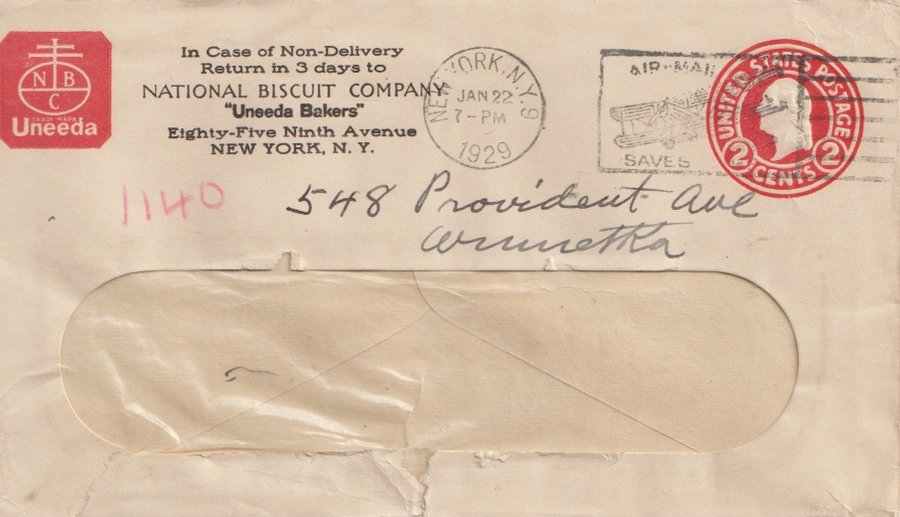 N B
C
TRADE MARK
Uneeda
In Case of Non-Delivery
Return in 3 days to
NATIONAL BISCUIT COMPANY
"Uneeda Bakers"
Eighty-Five Ninth Avenue
NEW YORK, N. Y.
NEW YORK, N.Y. 9
JAN 22
7-PM
1929
AIR-MAIL
SAVES
UNITED STATES POSTAGE
2 CENTS 2
1140
548 Provident Ave
Winnetka